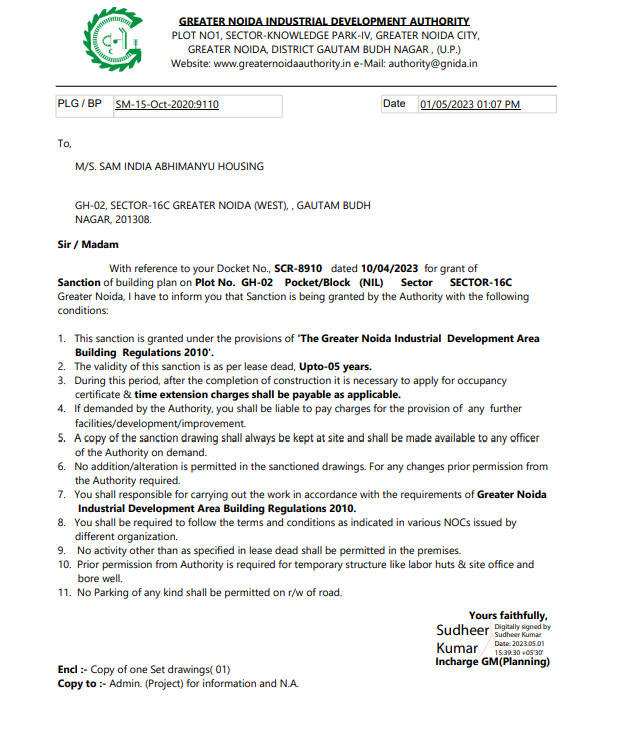 GREATER NOIDA INDUSTRIAL DEVELOPMENT AUTHORITY
PLOT NO1, SECTOR-KNOWLEDGE PARK-IV, GREATER NOIDA CITY,
GREATER NOIDA, DISTRICT GAUTAM BUDH NAGAR , (U.P.)
Website: www.greaternoidaauthority.in e-Mail: authority@gnida.in
PLG / BP SM-15-Oct-2020:9110 Date 01/05/2023 01:07 PM
To,
M/S. SAM INDIA ABHIMANYU HOUSING
GH-02, SECTOR-16C GREATER NOIDA (WEST), , GAUTAM BUDH
NAGAR, 201308.
Sir / Madam
With reference to your Docket No., SCR-8910 dated 10/04/2023 for grant of
Sanction of building plan on Plot No. GH-02 Pocket/Block (NIL) Sector SECTOR-16C
Greater Noida, I have to inform you that Sanction is being granted by the Authority with the following
conditions:
1. This sanction is granted under the provisions of 'The Greater Noida Industrial Development Area
Building Regulations 2010'.
2. The validity of this sanction is as per lease dead, Upto-05 years.
3. During this period, after the completion of construction it is necessary to apply for occupancy
certificate & time extension charges shall be payable as applicable.
4. If demanded by the Authority, you shall be liable to pay charges for the provision of any further
facilities/development/improvement.
5. A copy of the sanction drawing shall always be kept at site and shall be made available to any officer
of the Authority on demand.
6. No addition/alteration is permitted in the sanctioned drawings. For any changes prior permission from
the Authority required.
7. You shall responsible for carrying out the work in accordance with the requirements of Greater Noida
Industrial Development Area Building Regulations 2010.
8. You shall be required to follow the terms and conditions as indicated in various NOCs issued by
different organization.
9. No activity other than as specified in lease dead shall be permitted in the premises.
10. Prior permission from Authority is required for temporary structure like labor huts & site office and
bore well.
11. No Parking of any kind shall be permitted on r/w of road.
Yours faithfully,
Sudheer
Kumar
Digitally signed by
Sudheer Kumar
Date: 2023.05.01
15:39:30 +05'30'
Incharge GM(Planning)
Encl :- Copy of one Set drawings( 01)
Copy to :- Admin. (Project) for information and N.A.